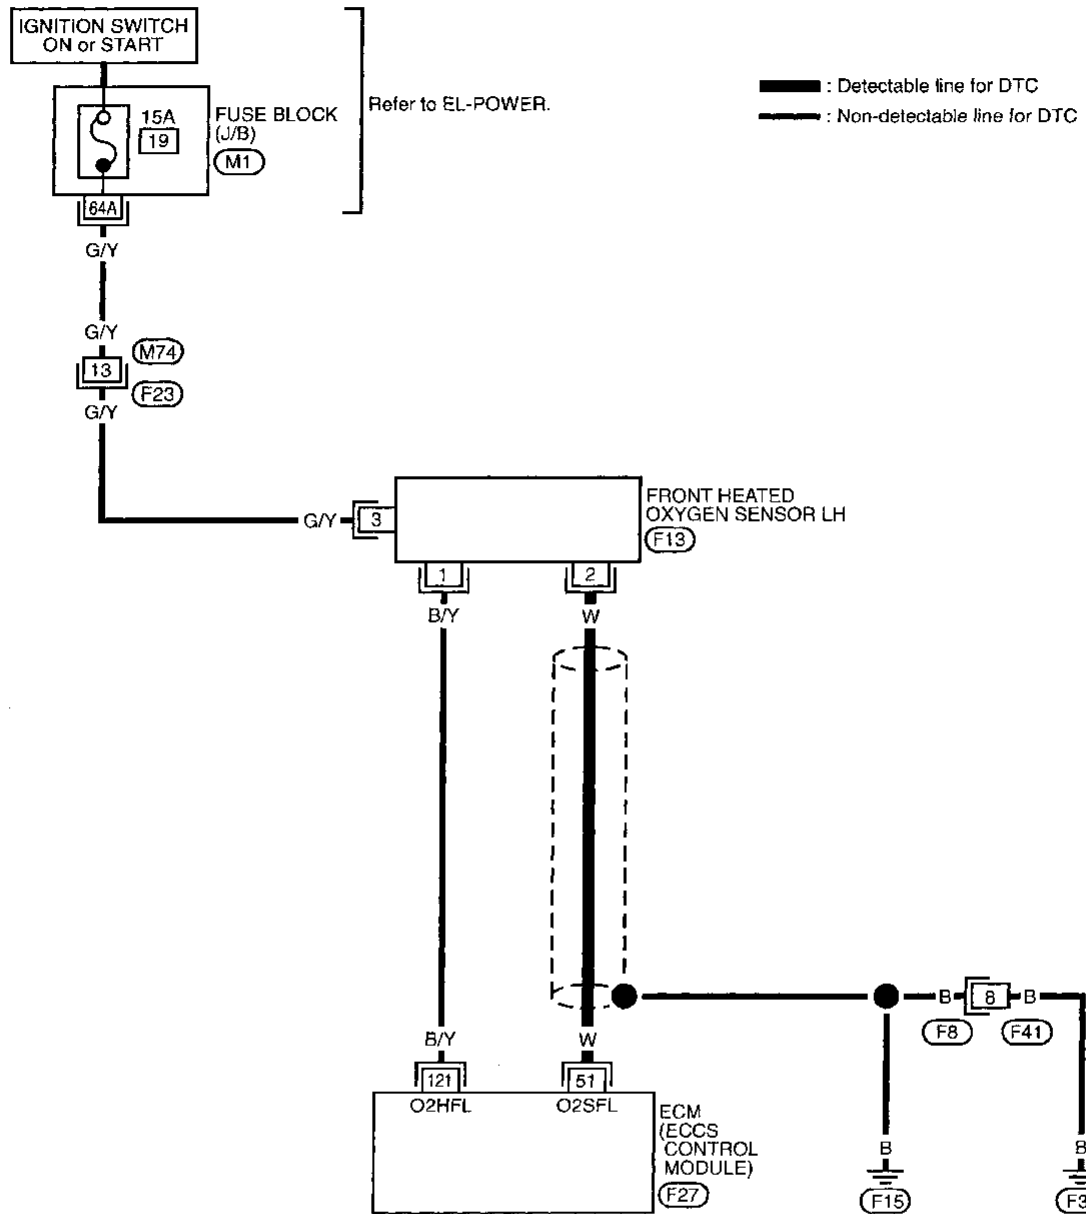 IGNITION SWITCH
ON or START
Refer to EL-POWER.
: Detectable line for DTC
: Non-detectable line for DTC
15A
19
FUSE BLOCK
(J/B)
M1
64A
G/Y
G/Y
13
M74
F23
G/Y
G/Y
3
FRONT HEATED
OXYGEN SENSOR LH
F13
1
2
B/Y
W
B
8
B
F8
F41
B/Y
W
121
51
O2HFL
O2SFL
ECM
(ECCS
CONTROL
MODULE)
F27
B
B
F15